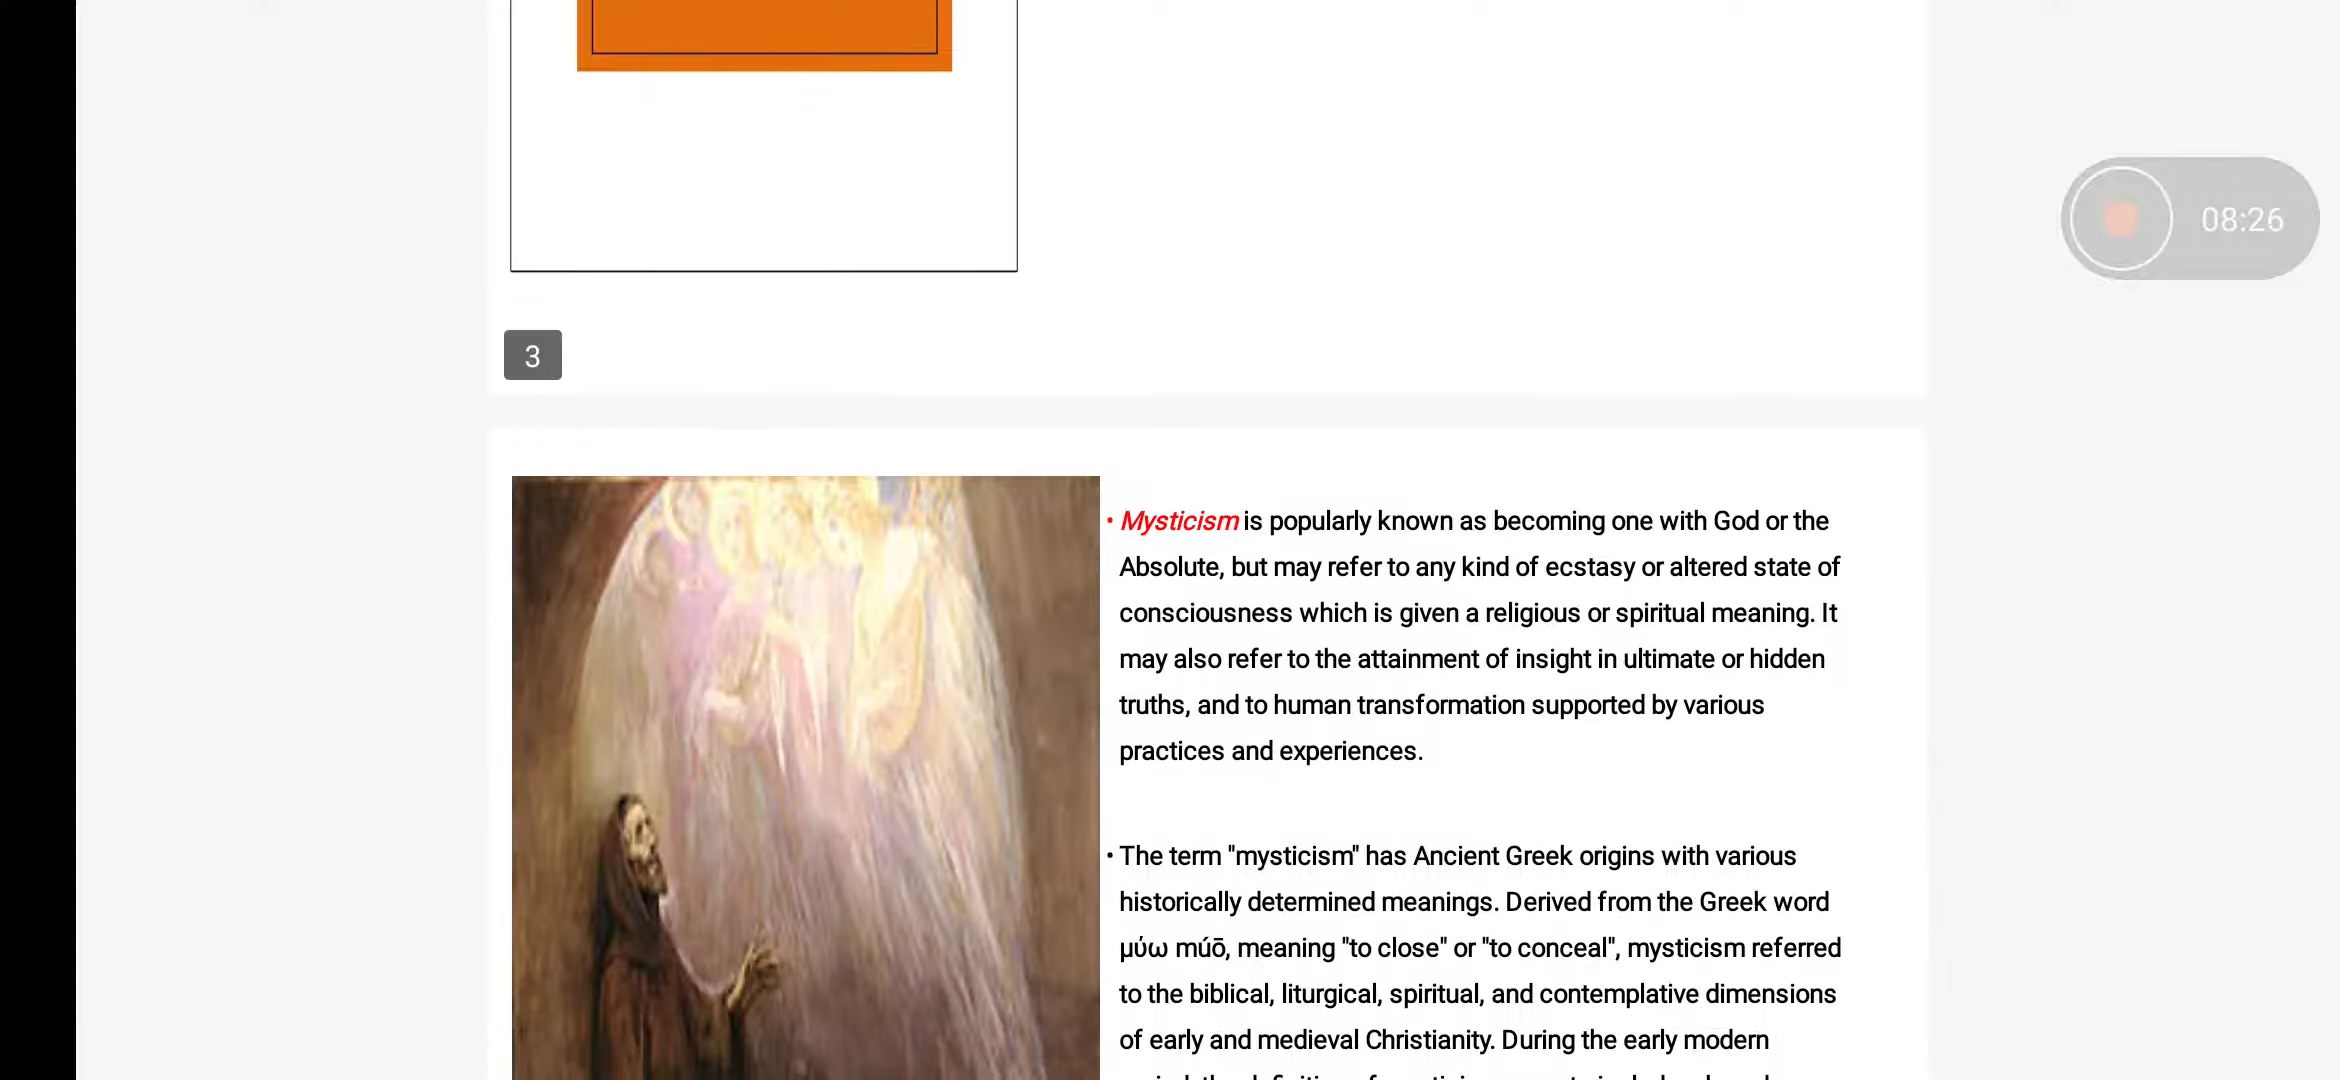 08:26
3
• Mysticism is popularly known as becoming one with God or the
Absolute, but may refer to any kind of ecstasy or altered state of
consciousness which is given a religious or spiritual meaning. It
may also refer to the attainment of insight in ultimate or hidden
truths, and to human transformation supported by various
practices and experiences.
• The term "mysticism" has Ancient Greek origins with various
historically determined meanings. Derived from the Greek word
μύω múō, meaning "to close" or "to conceal", mysticism referred
to the biblical, liturgical, spiritual, and contemplative dimensions
of early and medieval Christianity. During the early modern